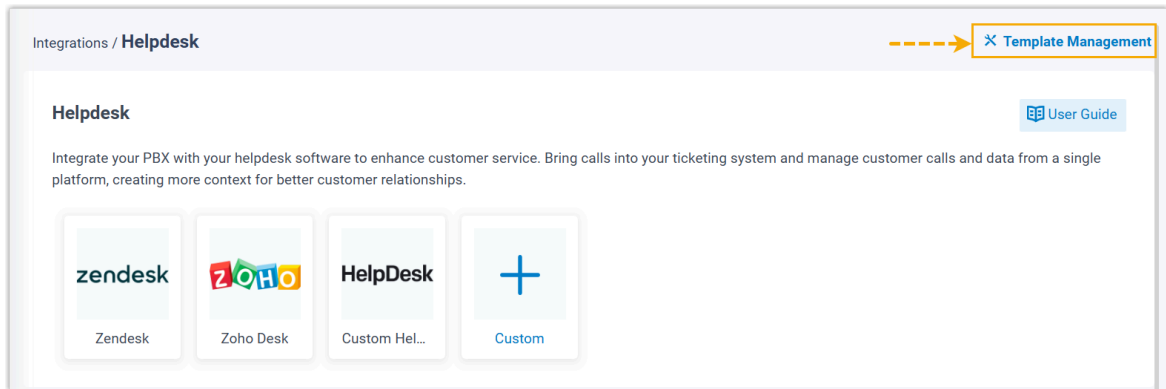 Integrations / Helpdesk
Template Management
Helpdesk
User Guide
Integrate your PBX with your helpdesk software to enhance customer service. Bring calls into your ticketing system and manage customer calls and data from a single
platform, creating more context for better customer relationships.
zendesk
ZOHO
HelpDesk
Zendesk
Zoho Desk
Custom Hel...
Custom